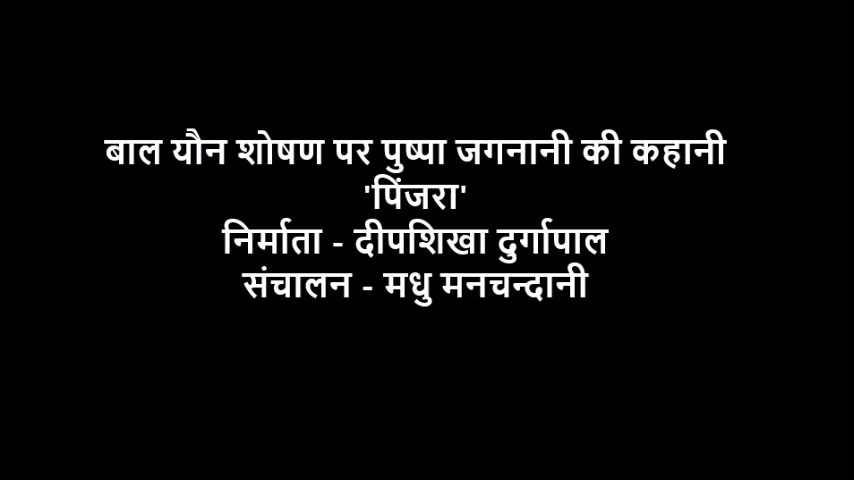 बाल यौन शोषण पर पुष्पा जगनानी की कहानी
'पिंजरा'
निर्माता - दीपशिखा दुर्गापाल
संचालन - मधु मनचन्दानी